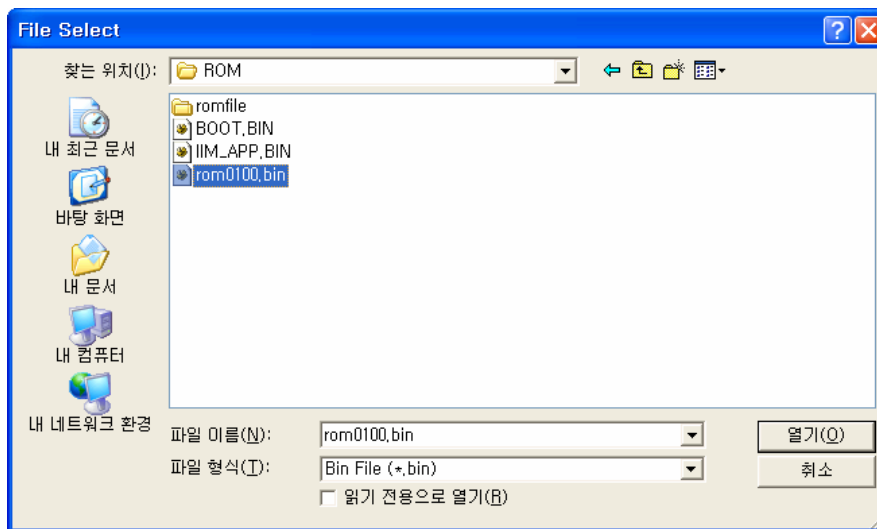 File Select
찾는 위치(I):
ROM
romfile
BOOT.BIN
IIM_APP.BIN
rom0100.bin
내 최근 문서
바탕 화면
내 문서
내 컴퓨터
내 네트워크 환경
파일 이름(N):
rom0100.bin
열기(O)
파일 형식(T):
Bin File (*.bin)
취소
읽기 전용으로 열기(R)